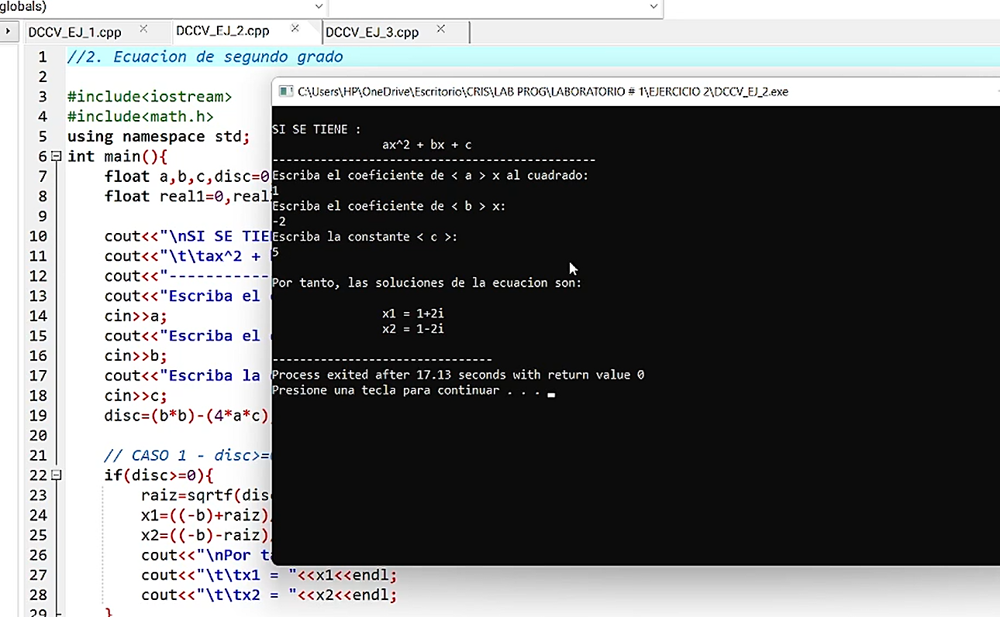 globals)
DCCV_EJ_1.cpp DCCV_EJ_2.cpp DCCV_EJ_3.cpp
1 //2. Ecuacion de segundo grado
2
3 #include<iostream>
4 #include<math.h>
5 using namespace std;
6 int main(){
7 float a,b,c,disc=0
8 float real1=0,real
9
10 cout<<"\nSI SE TIE
11 cout<<"\t\tax^2 +
12 cout<<"-----------
13 cout<<"Escriba el
14 cin>>a;
15 cout<<"Escriba el
16 cin>>b;
17 cout<<"Escriba la
18 cin>>c;
19 disc=(b*b)-(4*a*c)
20
21 // CASO 1 - disc>=
22 if(disc>=0){
23 raiz=sqrtf(dis
24 x1=((-b)+raiz)
25 x2=((-b)-raiz)
26 cout<<"\nPor t
27 cout<<"\t\tx1 = "<<x1<<endl;
28 cout<<"\t\tx2 = "<<x2<<endl;
29 }
C:\Users\HP\OneDrive\Escritorio\CRIS\LAB PROG\LABORATORIO # 1\EJERCICIO 2\DCCV_EJ_2.exe
SI SE TIENE :
ax^2 + bx + c
-----------------------------------------------
Escriba el coeficiente de < a > x al cuadrado:
1
Escriba el coeficiente de < b > x:
-2
Escriba la constante < c >:
5
Por tanto, las soluciones de la ecuacion son:
x1 = 1+2i
x2 = 1-2i
--------------------------------
Process exited after 17.13 seconds with return value 0
Presione una tecla para continuar . . .